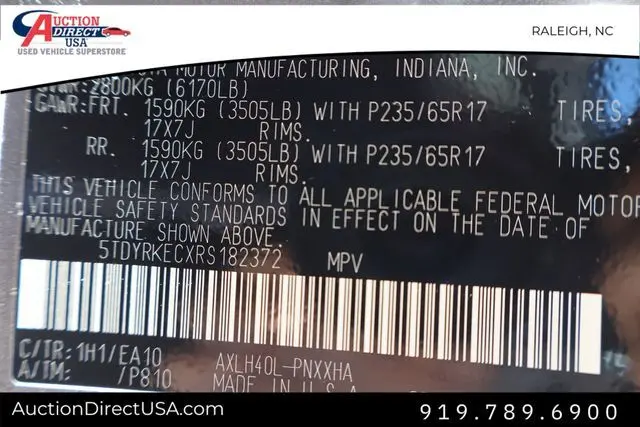 AUCTION
DIRECT
USA
USED VEHICLE SUPERSTORE
RALEIGH, NC
MOTOR MANUFACTURING, INDIANA, INC.
2800KG (6170LB)
GAWR: FRT. 1590KG (3505LB) WITH P235/65R17 TIRES,
17X7J RIMS.
RR. 1590KG (3505LB) WITH P235/65R17 TIRES,
17X7J RIMS.
THIS VEHICLE CONFORMS TO ALL APPLICABLE FEDERAL MOTOR
VEHICLE SAFETY STANDARDS IN EFFECT ON THE DATE OF
MANUFACTURE SHOWN ABOVE.
5TDYRKECXRS182372 MPV
C/TR: 1H1/EA10 AXLH40L-PNXXHA
A/TM: /P810 MADE IN U.S.A.
AuctionDirectUSA.com
919.789.6900